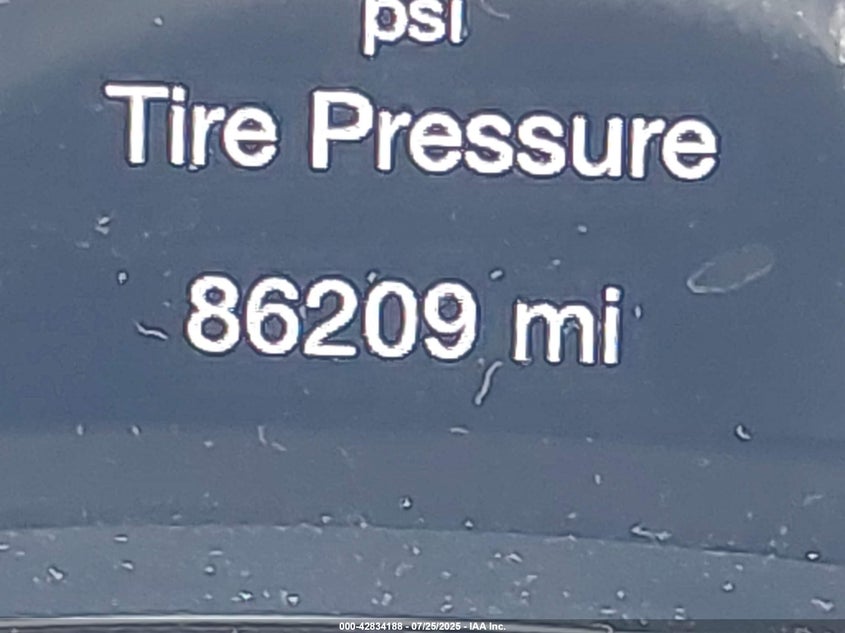 psi
Tire Pressure
86209 mi
000-42834188 - 07/25/2025 - IAA Inc.